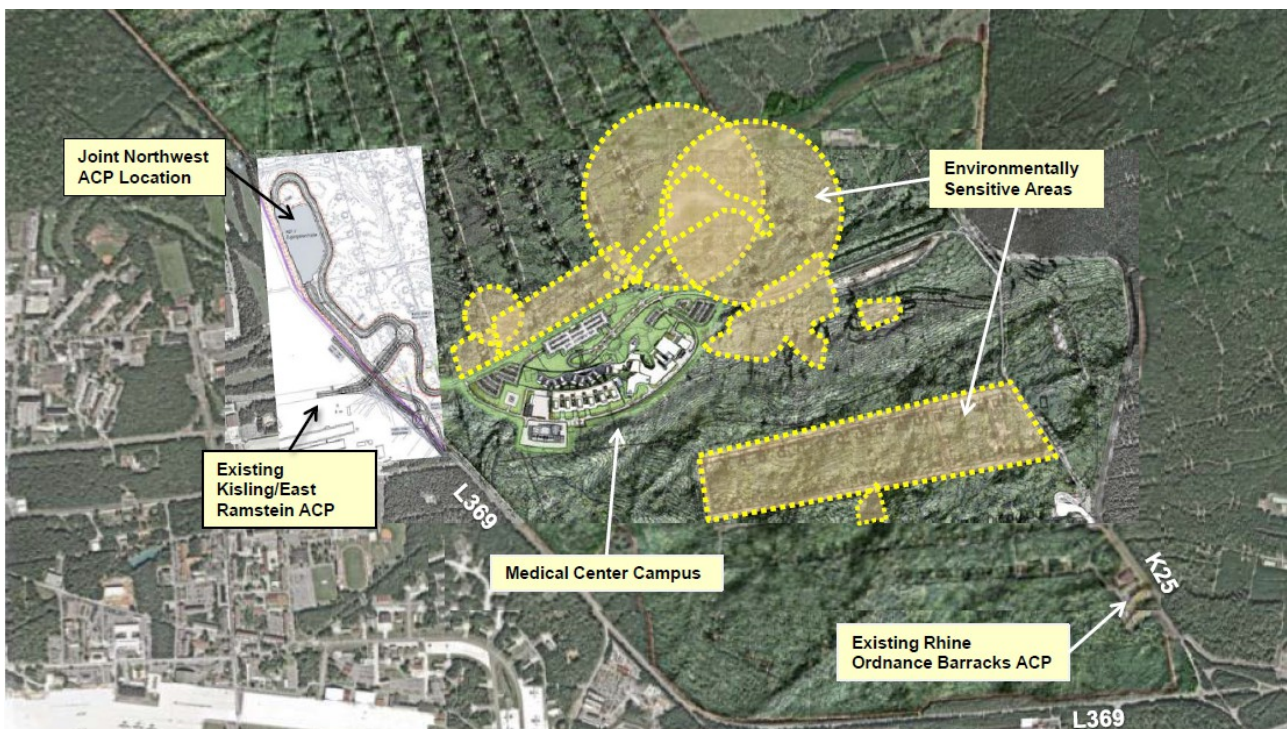 Joint Northwest
ACP Location
Environmentally
Sensitive Areas
Existing
Kisling/East
Ramstein ACP
L369
Medical Center Campus
K25
Existing Rhine
Ordnance Barracks ACP
L369